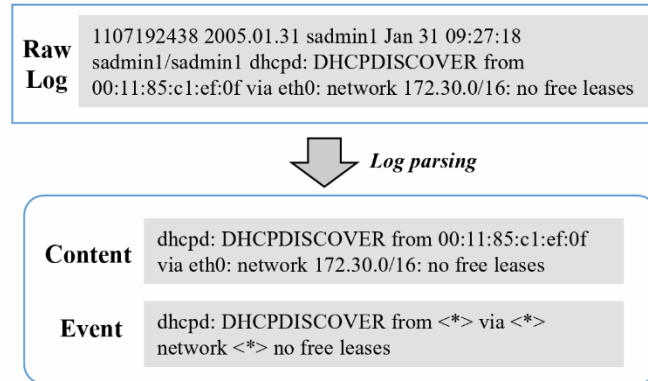 Raw
Log
1107192438 2005.01.31 sadmin1 Jan 31 09:27:18
sadmin1/sadmin1 dhcpd: DHCPDISCOVER from
00:11:85:c1:ef:0f via eth0: network 172.30.0/16: no free leases
Log parsing
Content
dhcpd: DHCPDISCOVER from 00:11:85:c1:ef:0f
via eth0: network 172.30.0/16: no free leases
Event
dhcpd: DHCPDISCOVER from <*> via <*>
network <*> no free leases